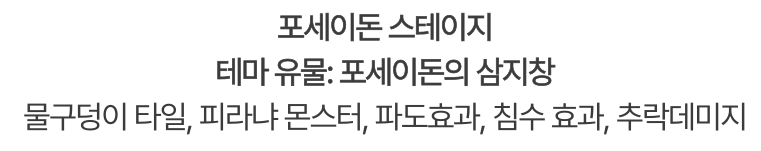 포세이돈 스테이지
테마 유물: 포세이돈의 삼지창
물구덩이 타일, 피라냐 몬스터, 파도효과, 침수 효과, 추락데미지